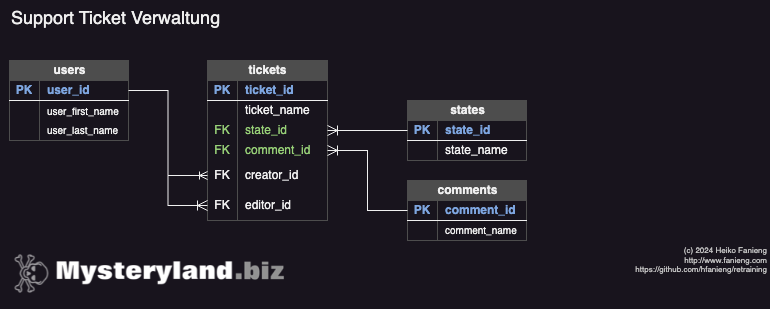 Support Ticket Verwaltung
users
PK user_id
user_first_name
user_last_name
tickets
PK ticket_id
ticket_name
FK state_id
FK comment_id
FK creator_id
FK editor_id
states
PK state_id
state_name
comments
PK comment_id
comment_name
Mysteryland.biz
(c) 2024 Heiko Fanieng
http://www.fanieng.com
https://github.com/hfanieng/retraining